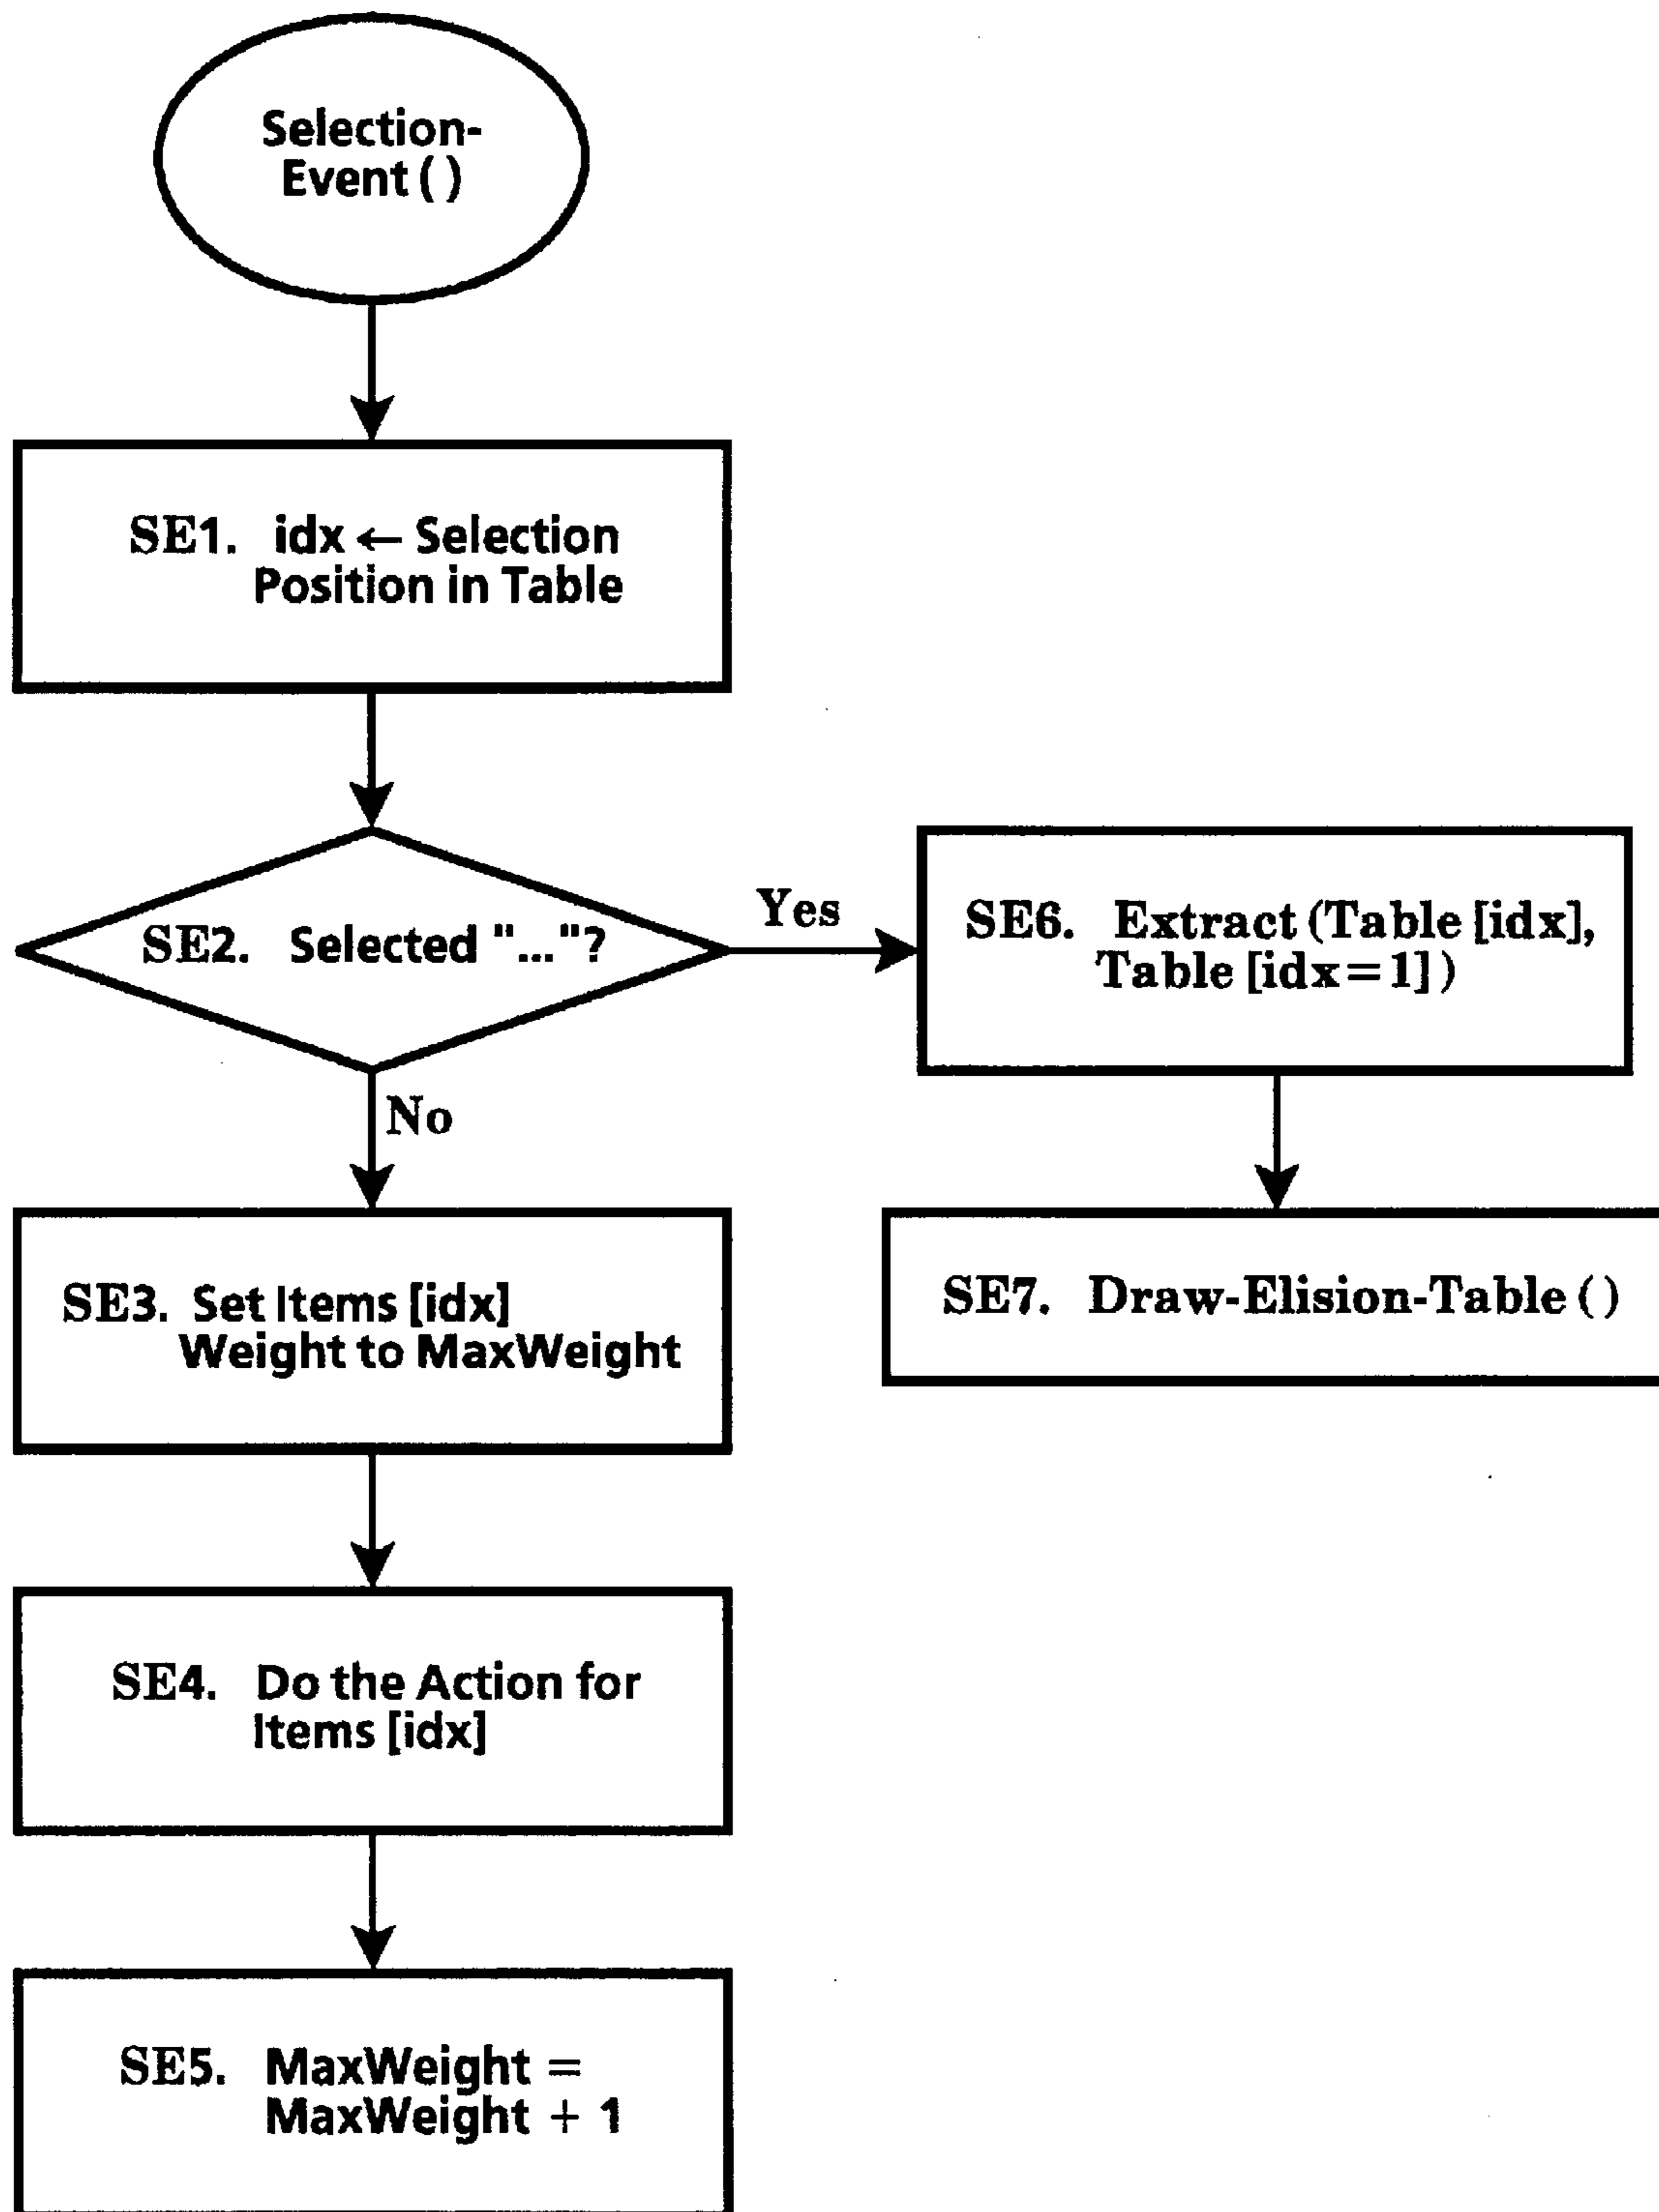 Selection-
Event ( )
SE1. idx ← Selection
Position in Table
SE2. Selected "..."?
Yes
SE6. Extract (Table [idx],
Table [idx=1] )
No
SE3. Set Items [idx]
Weight to MaxWeight
SE7. Draw-Elision-Table ( )
SE4. Do the Action for
Items [idx]
SE5. MaxWeight =
MaxWeight + 1